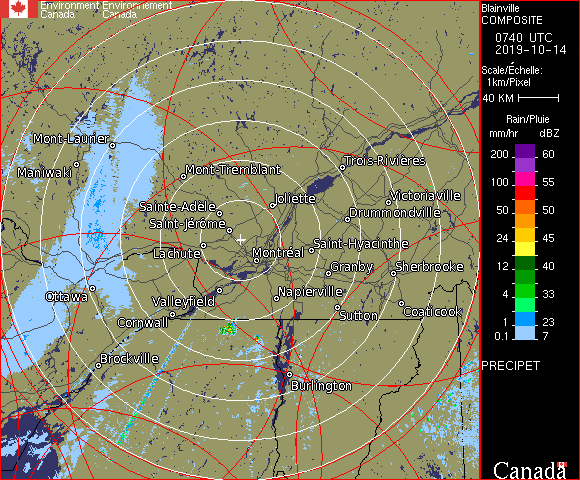 Environment Environnement
Canada Canada
Blainville
COMPOSITE
0740 UTC
2019-10-14
Scale/Échelle:
1km/Pixel
40 KM
Rain/Pluie
mm/hr dBZ
200 60
100 55
50 50
24 45
12 40
4 33
1 23
0.1 7
PRECIPET
Canada
Mont-Laurier
Maniwaki
Mont-Tremblant
Trois-Rivières
Sainte-Adèle
Joliette
Victoriaville
Drummondville
Saint-Jérôme
Lachute
Montréal
Saint-Hyacinthe
Granby
Sherbrooke
Ottawa
Valleyfield
Napierville
Cornwall
Sutton
Coaticook
Brockville
Burlington